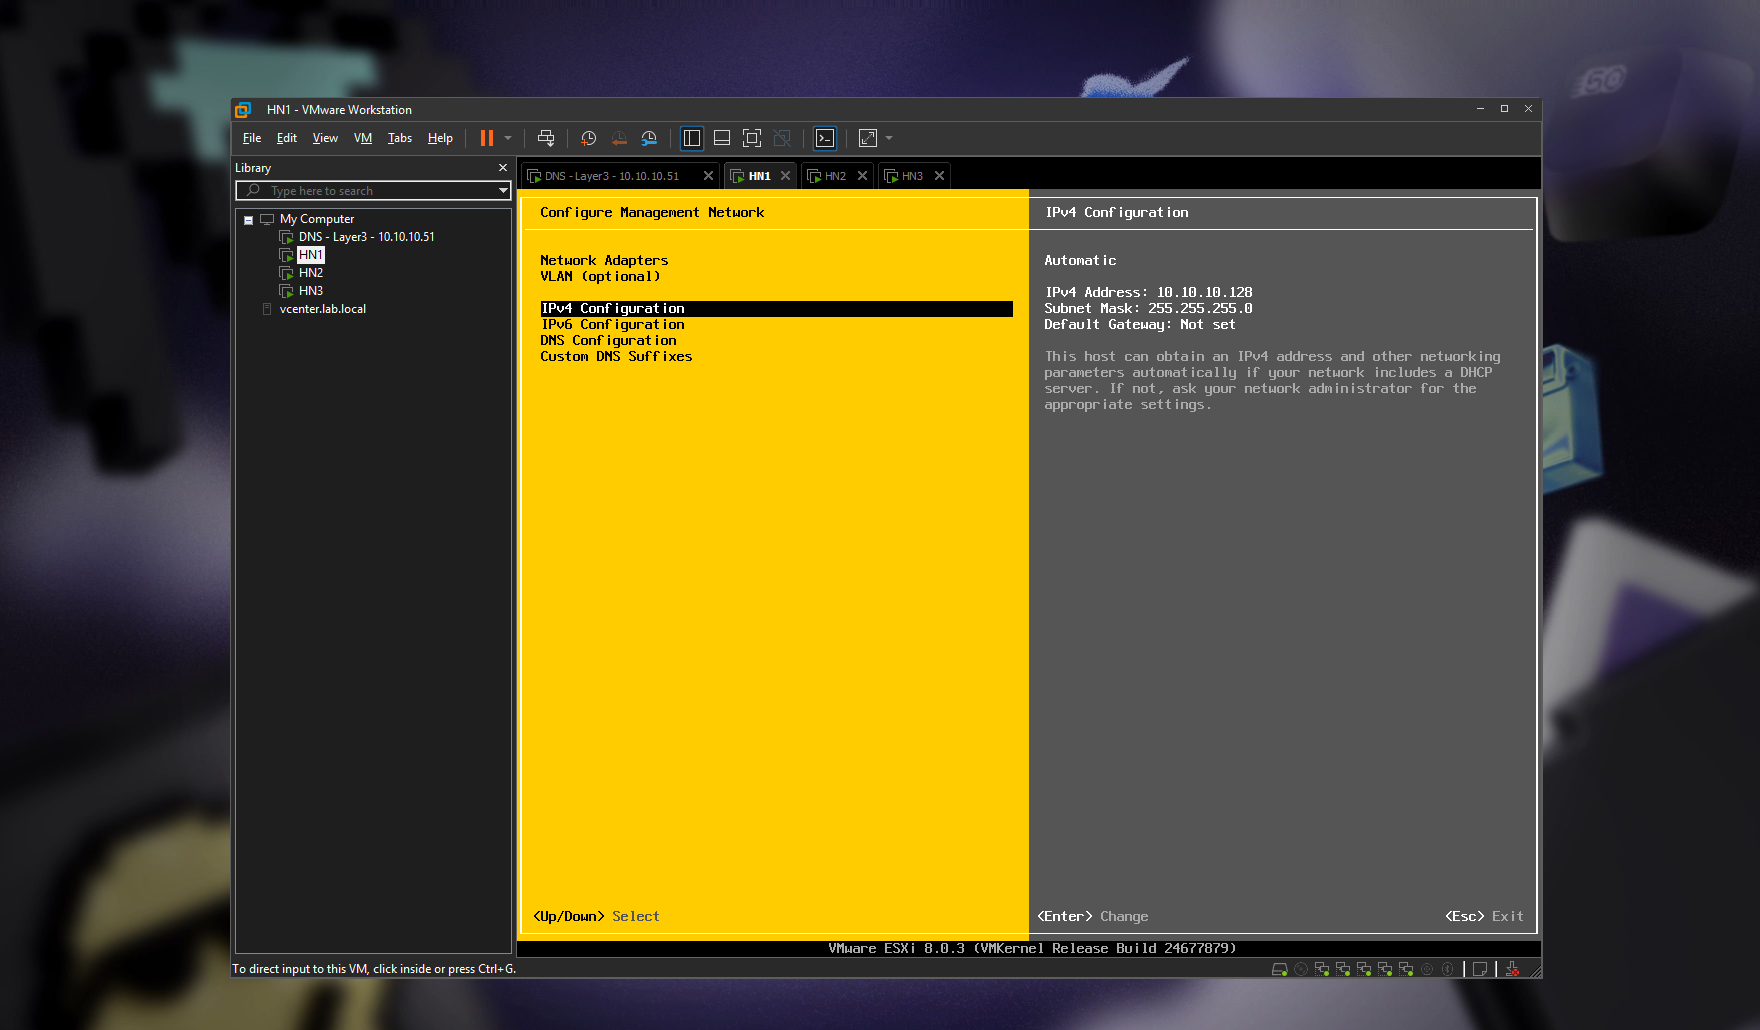 HN1 - VMware Workstation
File Edit View VM Tabs Help
Library
Type here to search
My Computer
DNS - Layer3 - 10.10.10.51
HN1
HN2
HN3
vcenter.lab.local
DNS - Layer3 - 10.10.10.51 HN1 HN2 HN3
Configure Management Network
Network Adapters
VLAN (optional)
IPv4 Configuration
IPv6 Configuration
DNS Configuration
Custom DNS Suffixes
<Up/Down> Select
IPv4 Configuration
Automatic
IPv4 Address: 10.10.10.128
Subnet Mask: 255.255.255.0
Default Gateway: Not set
This host can obtain an IPv4 address and other networking
parameters automatically if your network includes a DHCP
server. If not, ask your network administrator for the
appropriate settings.
<Enter> Change <Esc> Exit
VMware ESXi 8.0.3 (VMKernel Release Build 24677879)
To direct input to this VM, click inside or press Ctrl+G.
50